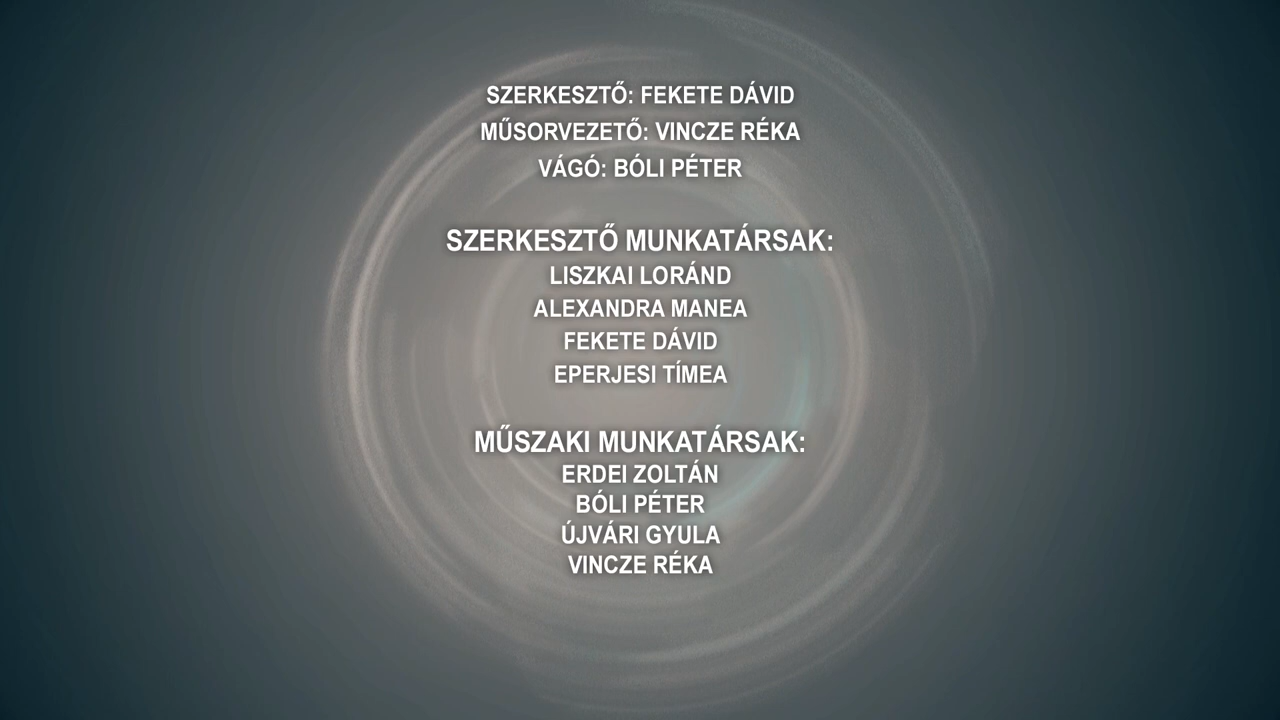 SZERKESZTŐ: FEKETE DÁVID
MŰSORVEZETŐ: VINCZE RÉKA
VÁGÓ: BÓLI PÉTER
SZERKESZTŐ MUNKATÁRSAK:
LISZKAI LORÁND
ALEXANDRA MANEA
FEKETE DÁVID
EPERJESI TÍMEA
MŰSZAKI MUNKATÁRSAK:
ERDEI ZOLTÁN
BÓLI PÉTER
ÚJVÁRI GYULA
VINCZE RÉKA